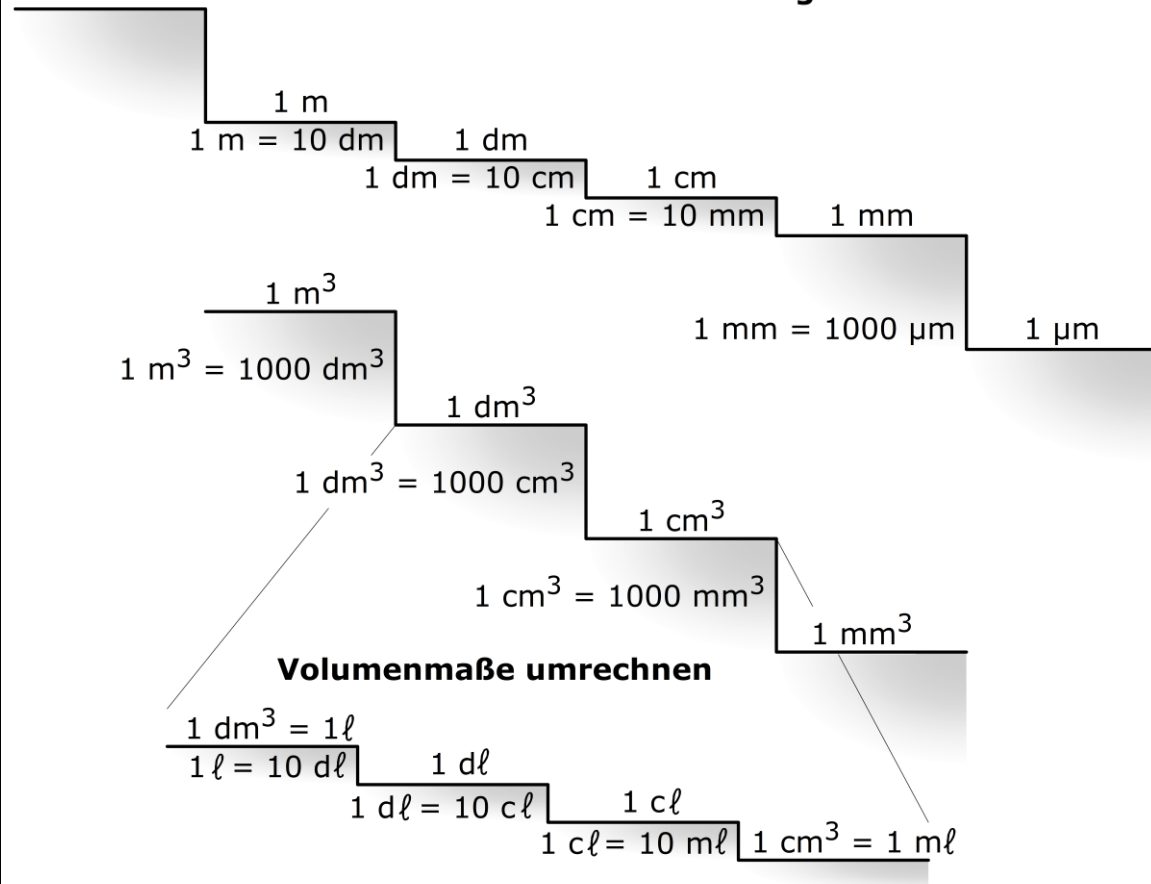 1 m
1 m = 10 dm
1 dm
1 dm = 10 cm
1 cm
1 cm = 10 mm
1 mm
1 mm = 1000 µm
1 µm
1 m³
1 m³ = 1000 dm³
1 dm³
1 dm³ = 1000 cm³
1 cm³
1 cm³ = 1000 mm³
1 mm³
Volumenmaße umrechnen
1 dm³ = 1ℓ
1ℓ = 10 dℓ
1 dℓ
1 dℓ = 10 cℓ
1 cℓ
1 cℓ = 10 mℓ
1 cm³ = 1 mℓ